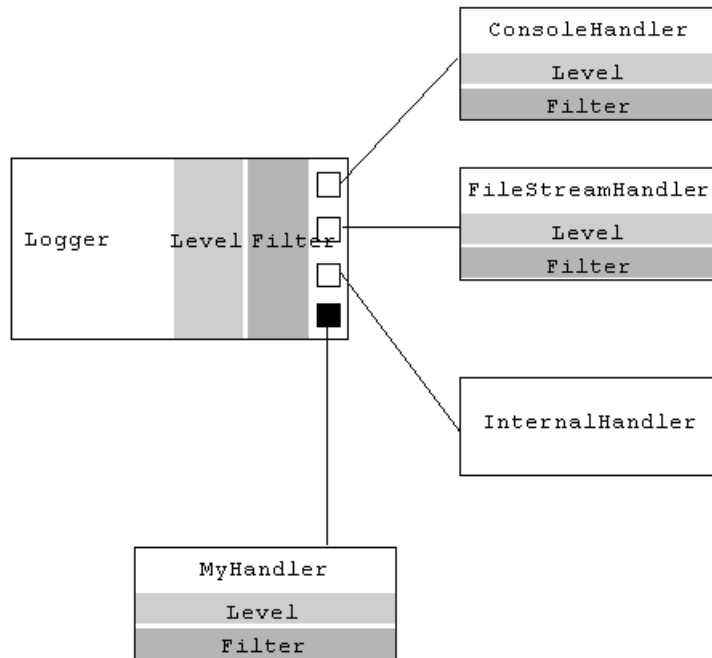 ConsoleHandler
Level
Filter
FileStreamHandler
Level
Filter
Logger Level Filter
InternalHandler
MyHandler
Level
Filter